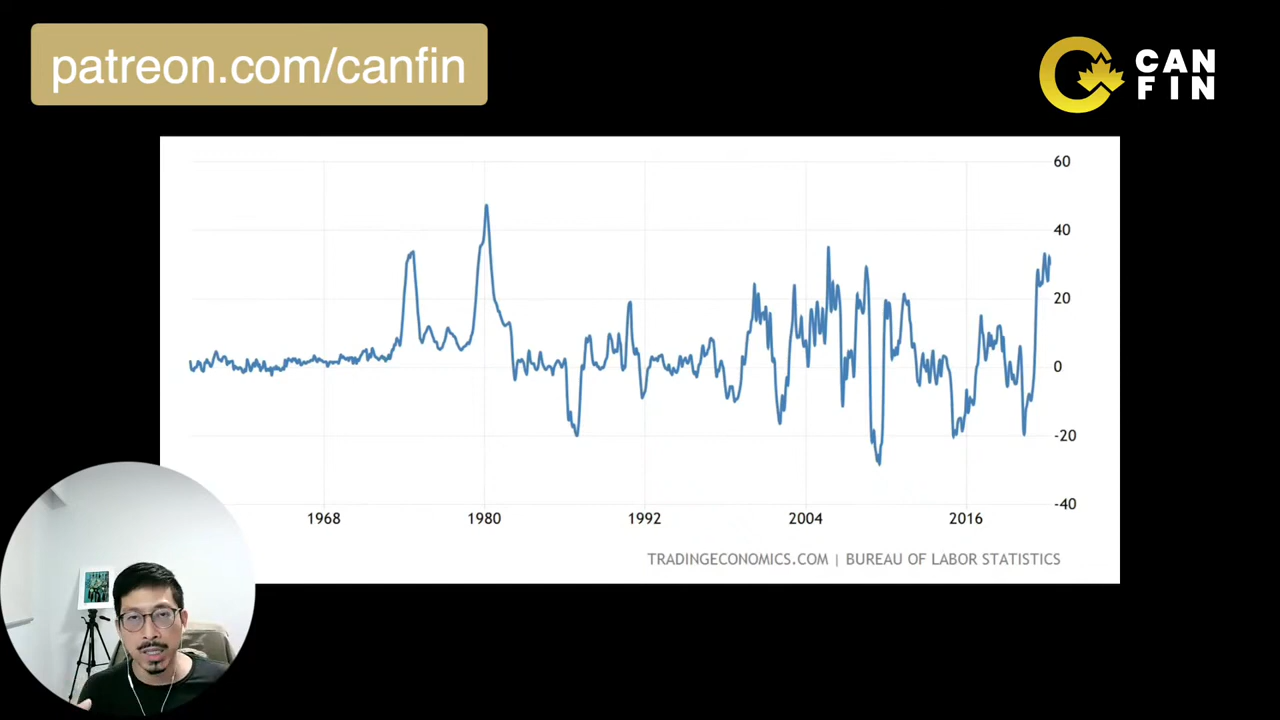 patreon.com/canfin
CAN
FIN
60
40
20
0
-20
-40
1968 1980 1992 2004 2016
TRADINGECONOMICS.COM | BUREAU OF LABOR STATISTICS